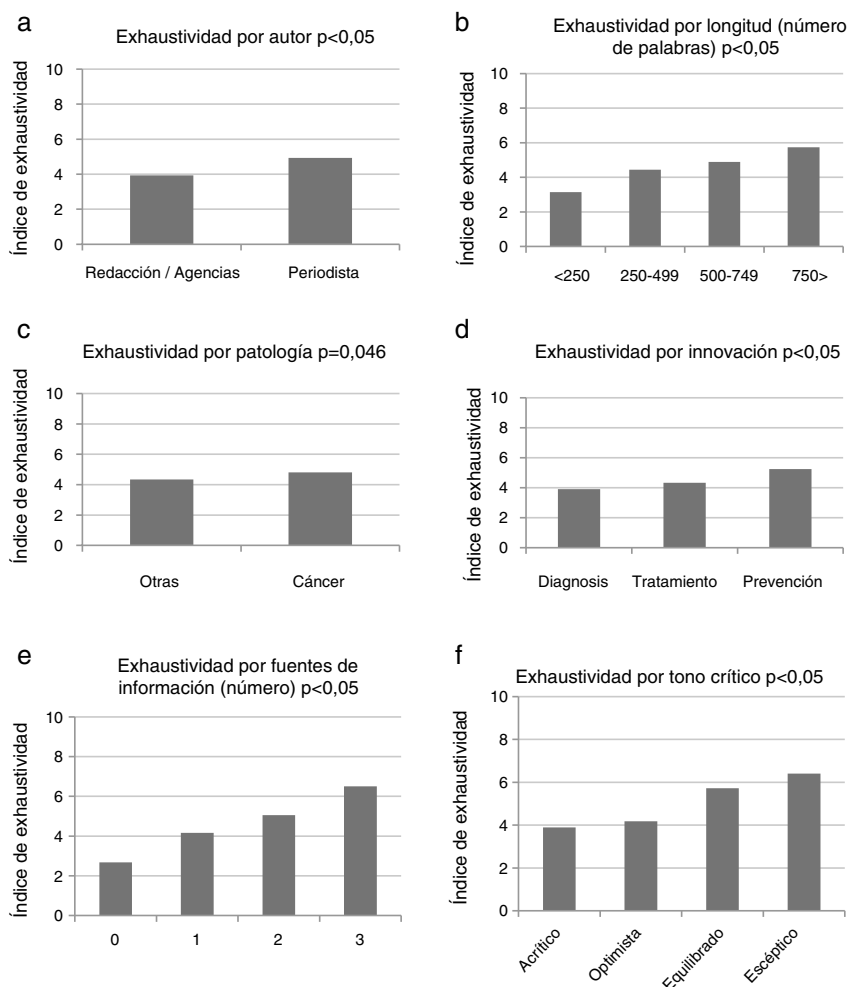 a
Exhaustividad por autor p<0,05
Índice de exhaustividad
10
8
6
4
2
0
Redacción / Agencias Periodista
b
Exhaustividad por longitud (número
de palabras) p<0,05
Índice de exhaustividad
10
8
6
4
2
0
<250 250-499 500-749 750>
c
Exhaustividad por patología p=0,046
Índice de exhaustividad
10
8
6
4
2
0
Otras Cáncer
d
Exhaustividad por innovación p<0,05
Índice de exhaustividad
10
8
6
4
2
0
Diagnosis Tratamiento Prevención
e
Exhaustividad por fuentes de
información (número) p<0,05
Índice de exhaustividad
10
8
6
4
2
0
0 1 2 3
f
Exhaustividad por tono crítico p<0,05
Índice de exhaustividad
10
8
6
4
2
0
Acrítico
Optimista
Equilibrado
Escéptico